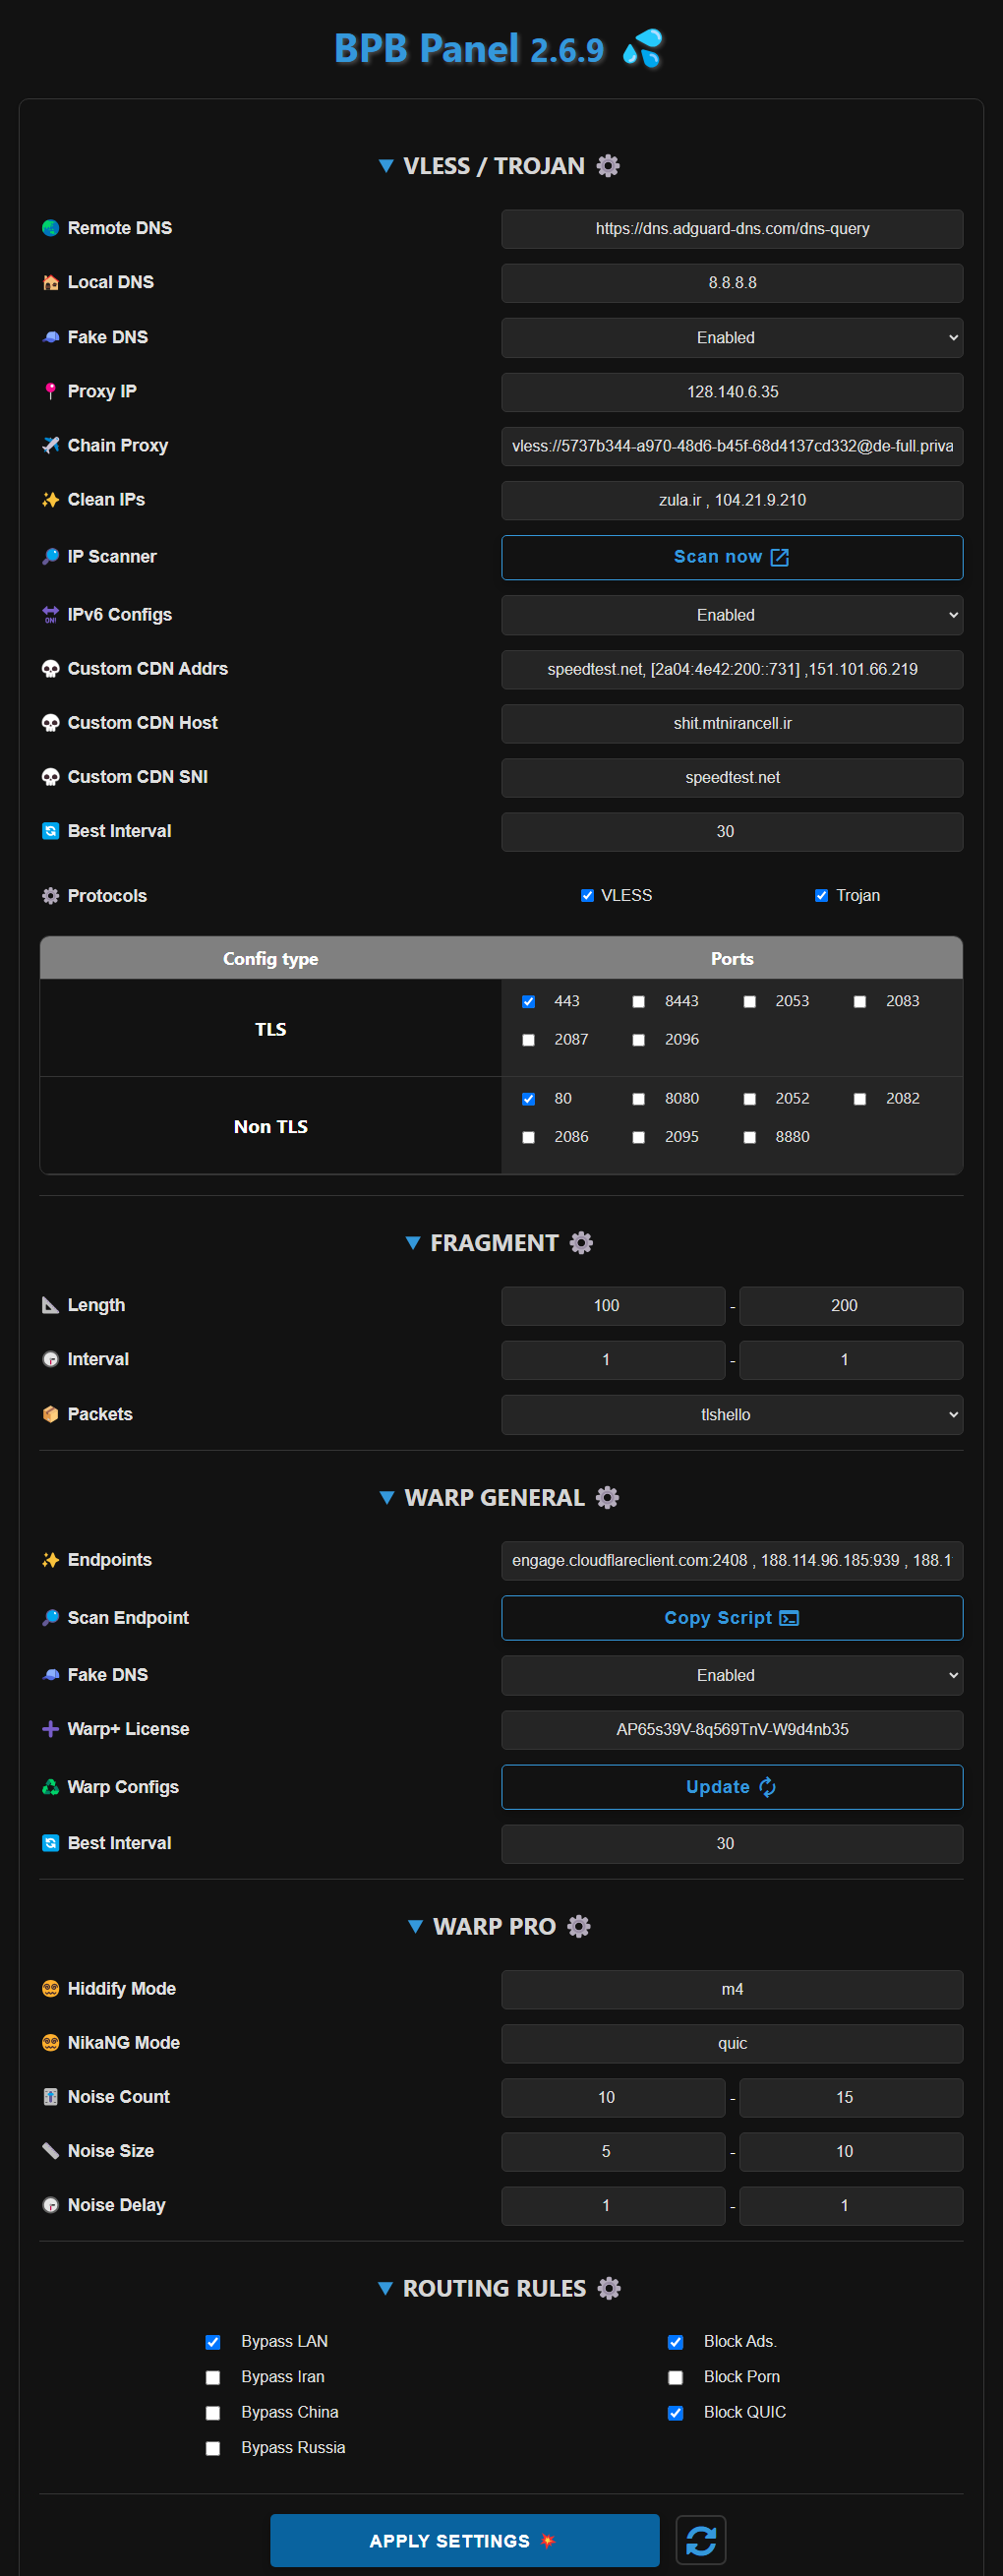 BPB Panel 2.6.9 💦
VLESS / TROJAN ⚙️
Remote DNS https://dns.adguard-dns.com/dns-query
Local DNS 8.8.8.8
Fake DNS Enabled
Proxy IP 128.140.6.35
Chain Proxy vless://5737b344-a970-48d6-b45f-68d4137cd332@de-full.priva
Clean IPs zula.ir , 104.21.9.210
IP Scanner Scan now
IPv6 Configs Enabled
Custom CDN Addrs speedtest.net, [2a04:4e42:200::731] ,151.101.66.219
Custom CDN Host shit.mtnirancell.ir
Custom CDN SNI speedtest.net
Best Interval 30
Protocols VLESS Trojan
Config type Ports
TLS
443 8443 2053 2083
2087 2096
Non TLS
80 8080 2052 2082
2086 2095 8880
FRAGMENT ⚙️
Length 100 - 200
Interval 1 - 1
Packets tlshello
WARP GENERAL ⚙️
Endpoints engage.cloudflareclient.com:2408 , 188.114.96.185:939 , 188.1
Scan Endpoint Copy Script
Fake DNS Enabled
Warp+ License AP65s39V-8q569TnV-W9d4nb35
Warp Configs Update
Best Interval 30
WARP PRO ⚙️
Hiddify Mode m4
NikaNG Mode quic
Noise Count 10 - 15
Noise Size 5 - 10
Noise Delay 1 - 1
ROUTING RULES ⚙️
Bypass LAN Block Ads.
Bypass Iran Block Porn
Bypass China Block QUIC
Bypass Russia
APPLY SETTINGS 💥